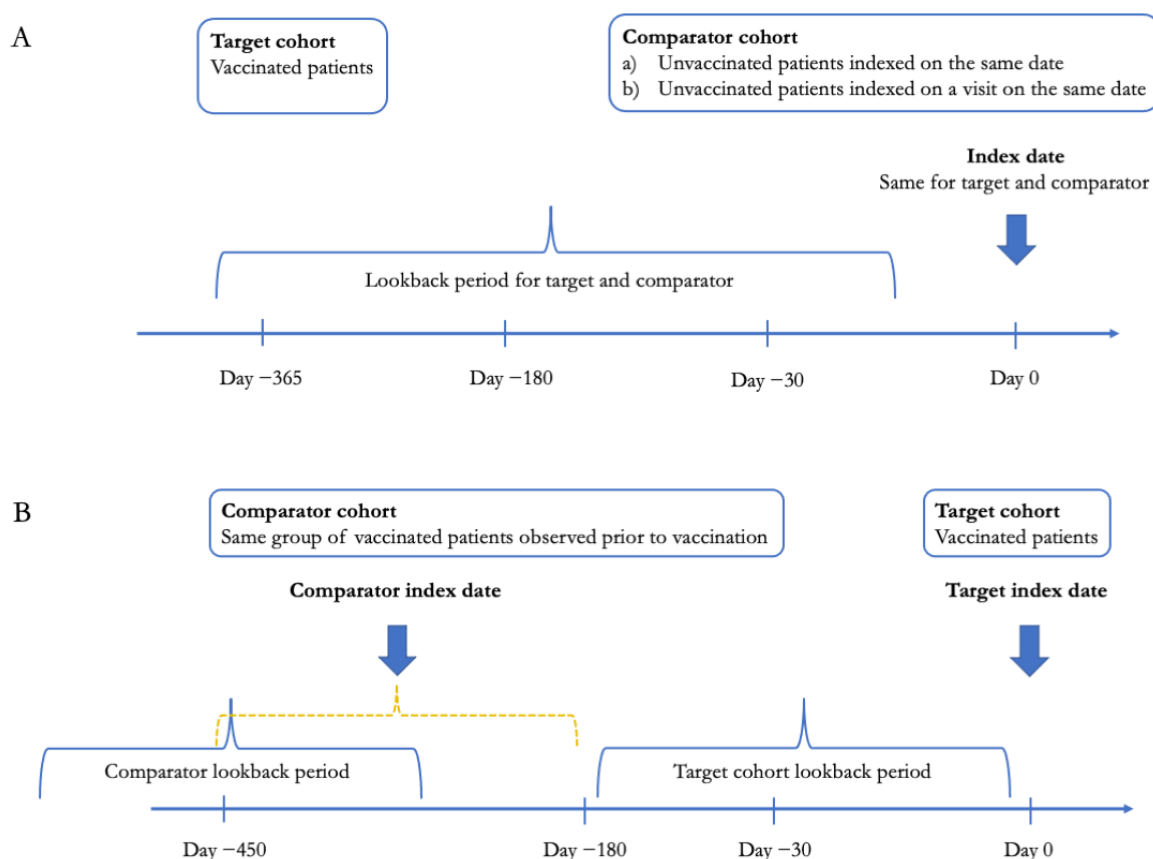 A
Target cohort
Vaccinated patients
Comparator cohort
a) Unvaccinated patients indexed on the same date
b) Unvaccinated patients indexed on a visit on the same date
Index date
Same for target and comparator
Lookback period for target and comparator
Day −365
Day −180
Day −30
Day 0
B
Comparator cohort
Same group of vaccinated patients observed prior to vaccination
Target cohort
Vaccinated patients
Comparator index date
Target index date
Comparator lookback period
Target cohort lookback period
Day −450
Day −180
Day −30
Day 0